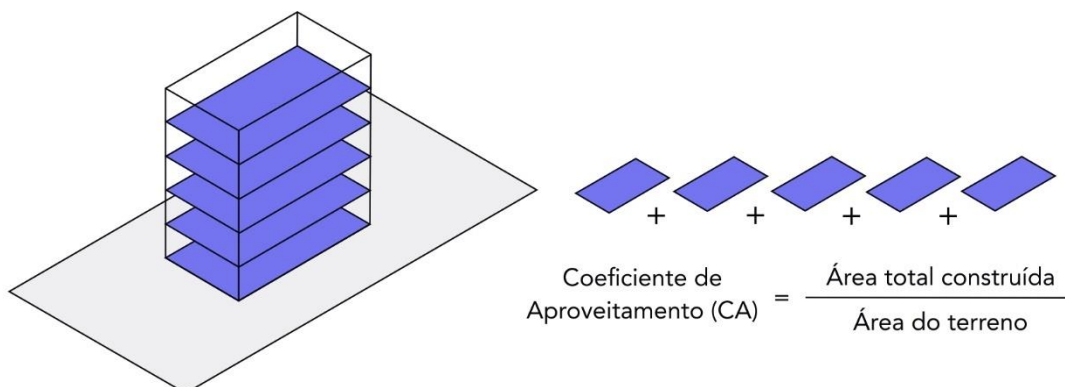 + + + +
Coeficiente de
Aproveitamento (CA)
=
Área total construída
Área do terreno